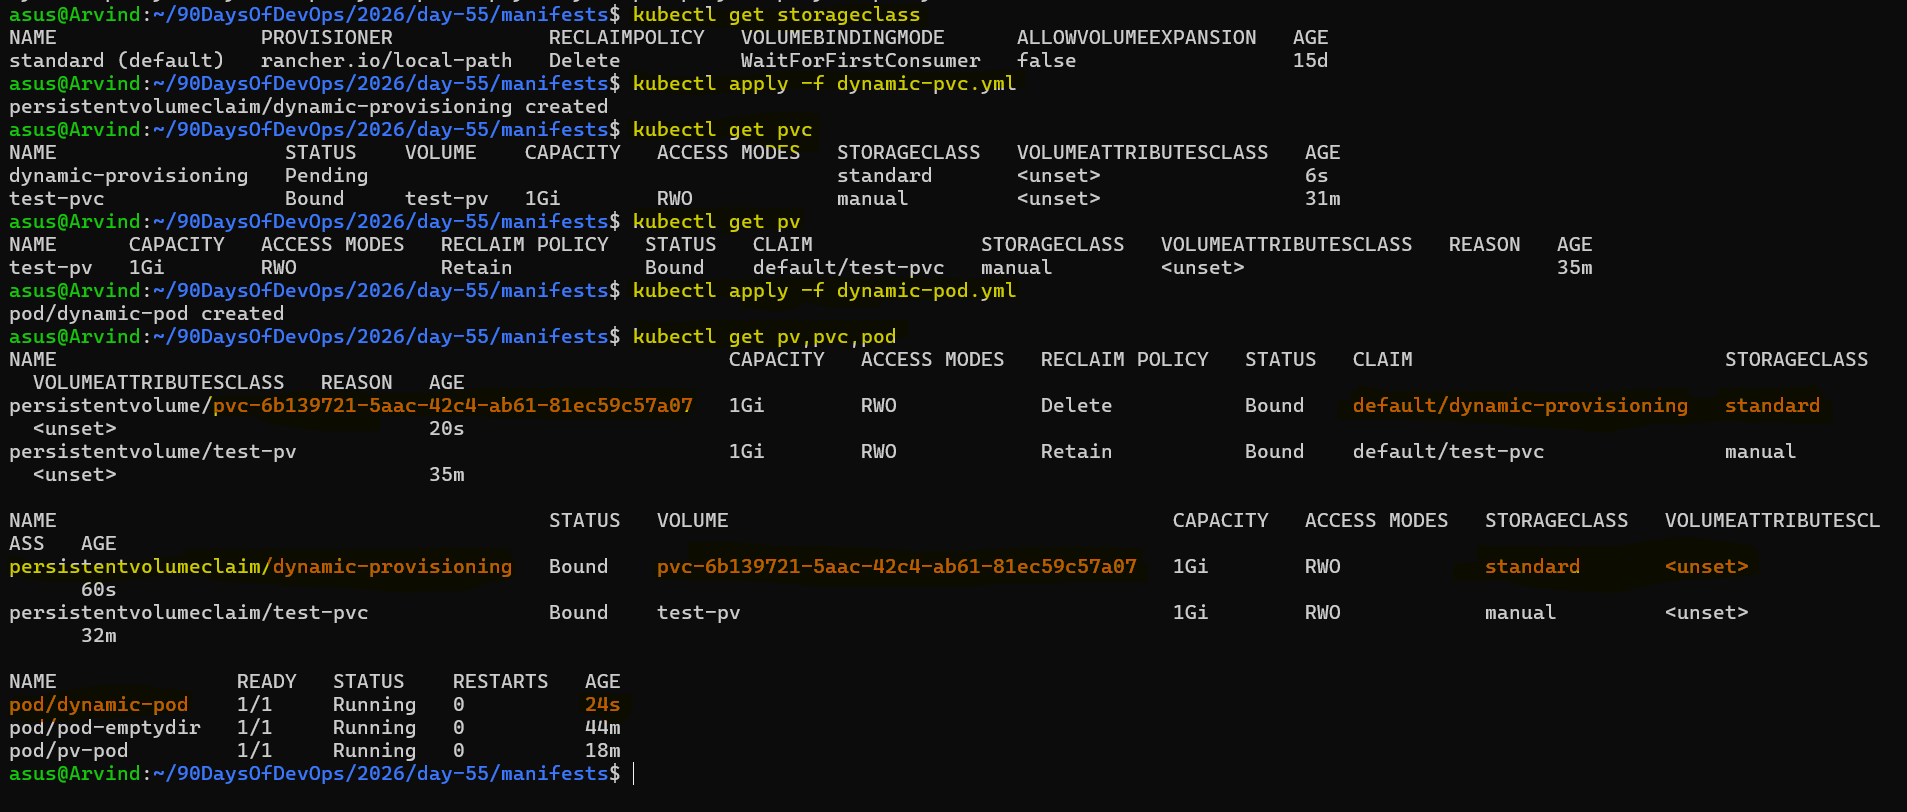 asus@Arvind:~/90DaysOfDevOps/2026/day-55/manifests$ kubectl get storageclass
NAME                 PROVISIONER             RECLAIMPOLICY   VOLUMEBINDINGMODE      ALLOWVOLUMEEXPANSION   AGE
standard (default)   rancher.io/local-path   Delete          WaitForFirstConsumer   false                  15d
asus@Arvind:~/90DaysOfDevOps/2026/day-55/manifests$ kubectl apply -f dynamic-pvc.yml
persistentvolumeclaim/dynamic-provisioning created
asus@Arvind:~/90DaysOfDevOps/2026/day-55/manifests$ kubectl get pvc
NAME                   STATUS    VOLUME    CAPACITY   ACCESS MODES   STORAGECLASS   VOLUMEATTRIBUTESCLASS   AGE
dynamic-provisioning   Pending                                       standard       <unset>                 6s
test-pvc               Bound     test-pv   1Gi        RWO            manual         <unset>                 31m
asus@Arvind:~/90DaysOfDevOps/2026/day-55/manifests$ kubectl get pv
NAME      CAPACITY   ACCESS MODES   RECLAIM POLICY   STATUS   CLAIM              STORAGECLASS   VOLUMEATTRIBUTESCLASS   REASON   AGE
test-pv   1Gi        RWO            Retain           Bound    default/test-pvc   manual         <unset>                          35m
asus@Arvind:~/90DaysOfDevOps/2026/day-55/manifests$ kubectl apply -f dynamic-pod.yml
pod/dynamic-pod created
asus@Arvind:~/90DaysOfDevOps/2026/day-55/manifests$ kubectl get pv,pvc,pod
NAME                                                        CAPACITY   ACCESS MODES   RECLAIM POLICY   STATUS   CLAIM                          STORAGECLASS
  VOLUMEATTRIBUTESCLASS   REASON   AGE
persistentvolume/pvc-6b139721-5aac-42c4-ab61-81ec59c57a07   1Gi        RWO            Delete           Bound    default/dynamic-provisioning   standard
  <unset>                          20s
persistentvolume/test-pv                                    1Gi        RWO            Retain           Bound    default/test-pvc               manual
  <unset>                          35m

NAME                                         STATUS   VOLUME                                     CAPACITY   ACCESS MODES   STORAGECLASS   VOLUMEATTRIBUTESCL
ASS   AGE
persistentvolumeclaim/dynamic-provisioning   Bound    pvc-6b139721-5aac-42c4-ab61-81ec59c57a07   1Gi        RWO            standard       <unset>
      60s
persistentvolumeclaim/test-pvc               Bound    test-pv                                    1Gi        RWO            manual         <unset>
      32m

NAME               READY   STATUS    RESTARTS   AGE
pod/dynamic-pod    1/1     Running   0          24s
pod/pod-emptydir   1/1     Running   0          44m
pod/pv-pod         1/1     Running   0          18m
asus@Arvind:~/90DaysOfDevOps/2026/day-55/manifests$